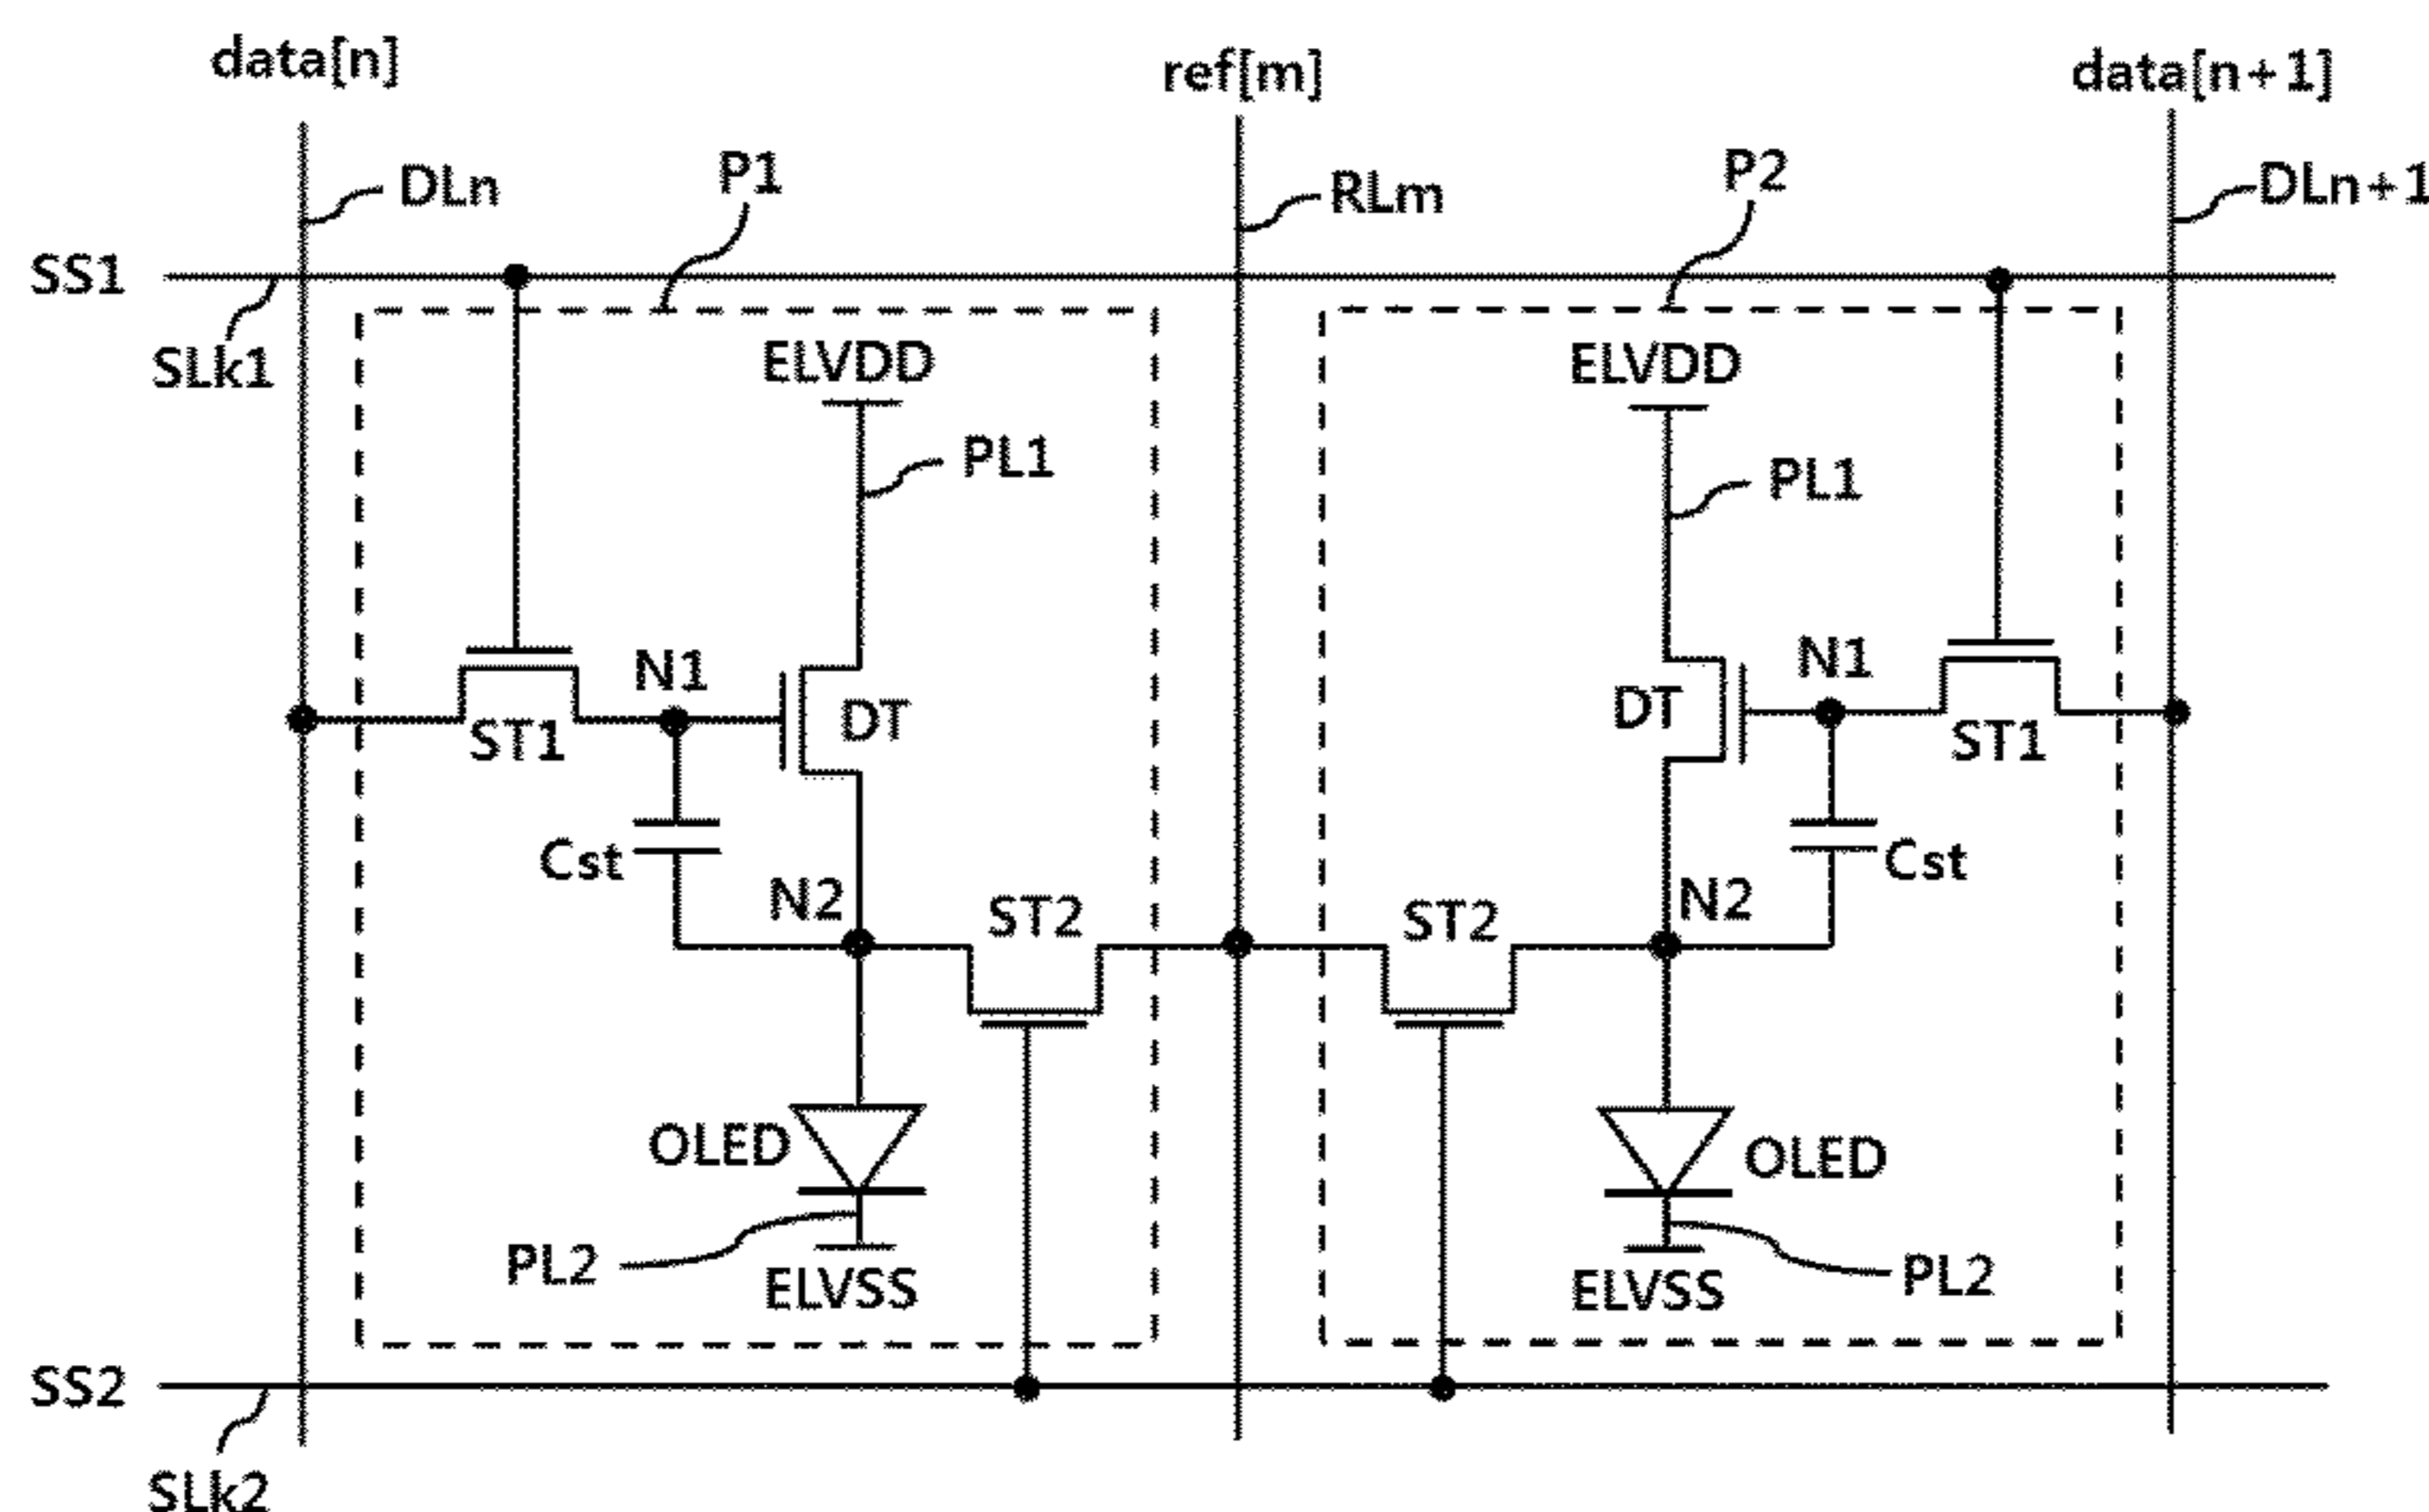 data[n]
ref[m]
data[n+1]
DLn
P1
RLm
P2
DLn+1
SS1
SLk1
ELVDD
ELVDD
PL1
PL1
N1
N1
ST1
DT
DT
ST1
Cst
Cst
N2
ST2
ST2
N2
OLED
OLED
PL2
ELVSS
ELVSS
PL2
SS2
SLk2